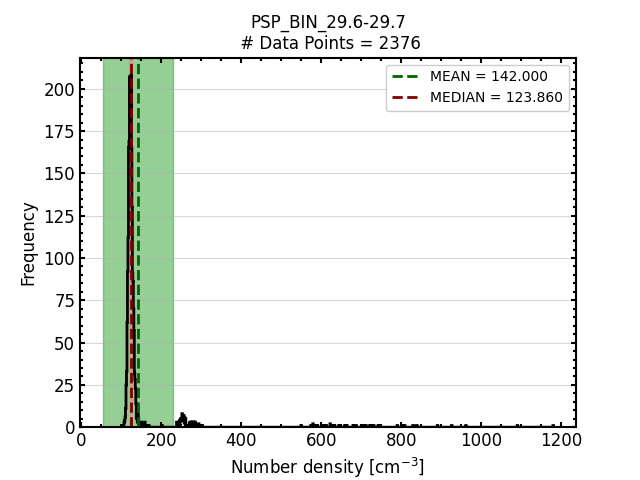 PSP_BIN_29.6-29.7
# Data Points = 2376
MEAN = 142.000
MEDIAN = 123.860
200
175
150
125
100
75
50
25
0
Frequency
0 200 400 600 800 1000 1200
Number density [cm⁻³]